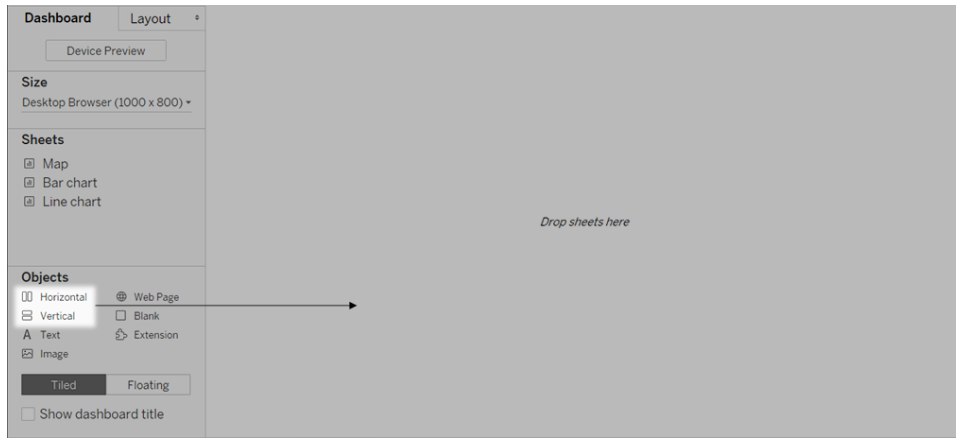 Dashboard
Layout
Device Preview
Size
Desktop Browser (1000 x 800)
Sheets
Map
Bar chart
Line chart
Drop sheets here
Objects
Horizontal
Web Page
Vertical
Blank
A Text
Extension
Image
Tiled
Floating
Show dashboard title